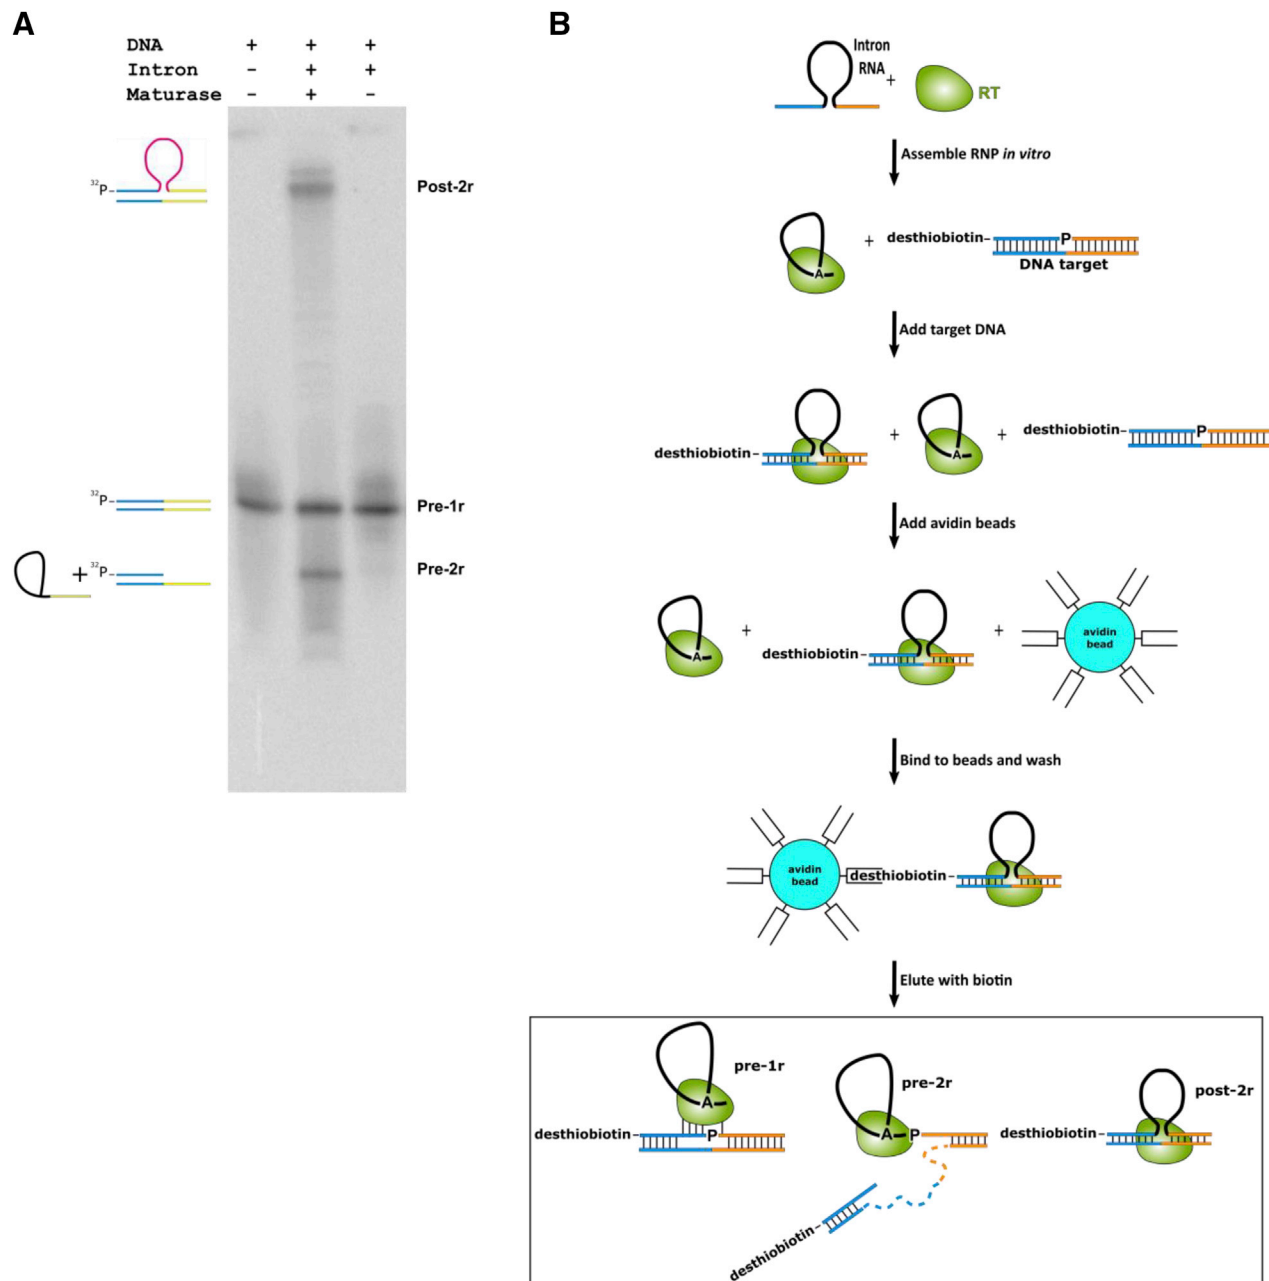 A
DNA + + +
Intron - + +
Maturase - + -
32P-
Post-2r
32P-
Pre-1r
+ 32P-
Pre-2r
B
Intron
RNA
+
RT
Assemble RNP in vitro
A
+
desthiobiotin- P
DNA target
Add target DNA
desthiobiotin-
+
A
+
desthiobiotin- P
Add avidin beads
A
+
desthiobiotin-
+
avidin
bead
Bind to beads and wash
avidin
bead
desthiobiotin-
Elute with biotin
pre-1r
A
desthiobiotin- P
pre-2r
A P
desthiobiotin-
post-2r
desthiobiotin-